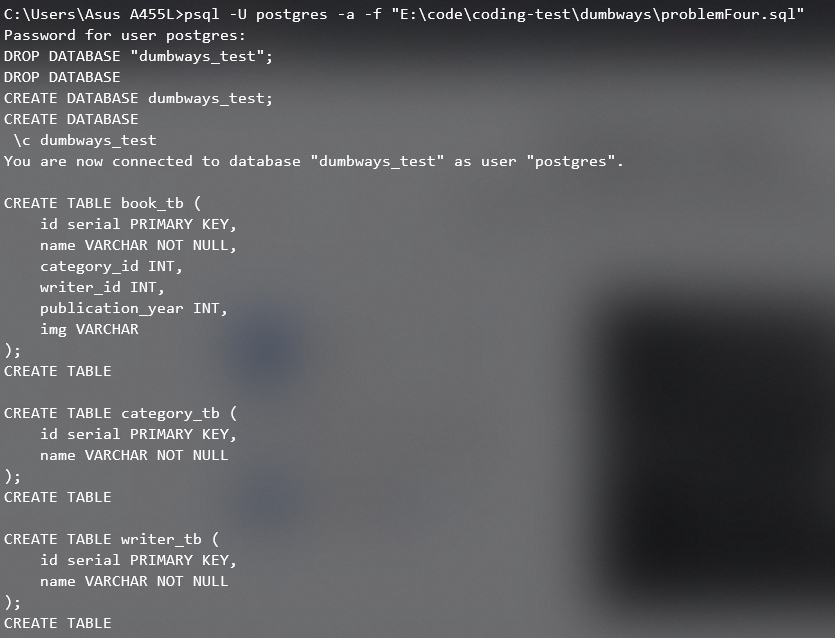 C:\Users\Asus A455L>psql -U postgres -a -f "E:\code\coding-test\dumbways\problemFour.sql"
Password for user postgres:
DROP DATABASE "dumbways_test";
DROP DATABASE
CREATE DATABASE dumbways_test;
CREATE DATABASE
 \c dumbways_test
You are now connected to database "dumbways_test" as user "postgres".

CREATE TABLE book_tb (
    id serial PRIMARY KEY,
    name VARCHAR NOT NULL,
    category_id INT,
    writer_id INT,
    publication_year INT,
    img VARCHAR
);
CREATE TABLE

CREATE TABLE category_tb (
    id serial PRIMARY KEY,
    name VARCHAR NOT NULL
);
CREATE TABLE

CREATE TABLE writer_tb (
    id serial PRIMARY KEY,
    name VARCHAR NOT NULL
);
CREATE TABLE